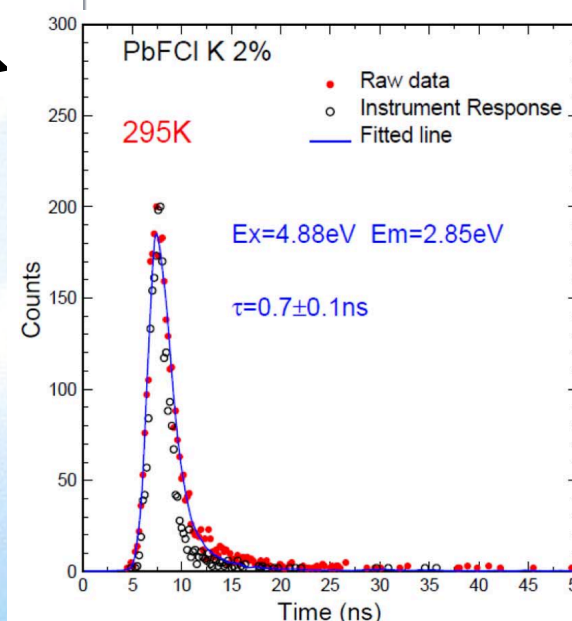 300
PbFCl K 2%
Raw data
250
Instrument Response
295K
Fitted line
200
Ex=4.88eV Em=2.85eV
150
τ=0.7±0.1ns
Counts
100
50
0
0 5 10 15 20 25 30 35 40 45
Time (ns)